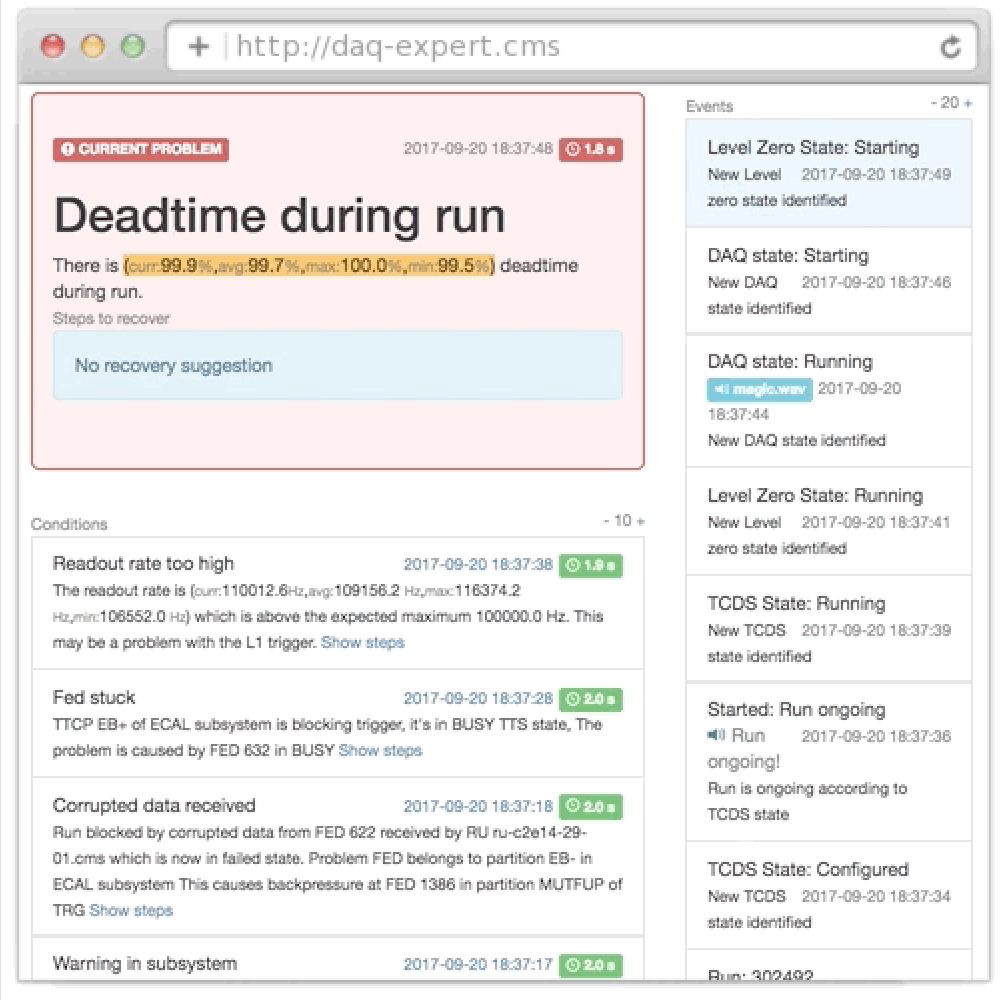 http://daq-expert.cms
CURRENT PROBLEM 2017-09-20 18:37:48 1.8 s
Deadtime during run
There is (curr:99.9%,avg:99.7%,max:100.0%,min:99.5%) deadtime
during run.
Steps to recover
No recovery suggestion
Conditions - 10 +
Readout rate too high 2017-09-20 18:37:38 1.9 s
The readout rate is (curr:110012.6Hz,avg:109156.2 Hz,max:116374.2
Hz,min:106552.0 Hz) which is above the expected maximum 100000.0 Hz. This
may be a problem with the L1 trigger. Show steps
Fed stuck 2017-09-20 18:37:28 2.0 s
TTCP EB+ of ECAL subsystem is blocking trigger, it's in BUSY TTS state, The
problem is caused by FED 632 in BUSY Show steps
Corrupted data received 2017-09-20 18:37:18 2.0 s
Run blocked by corrupted data from FED 622 received by RU ru-c2e14-29-
01.cms which is now in failed state. Problem FED belongs to partition EB- in
ECAL subsystem This causes backpressure at FED 1386 in partition MUTFUP of
TRG Show steps
Warning in subsystem 2017-09-20 18:37:17 2.0 s
Events - 20 +
Level Zero State: Starting
New Level 2017-09-20 18:37:49
zero state identified
DAQ state: Starting
New DAQ 2017-09-20 18:37:46
state identified
DAQ state: Running
magic.wav 2017-09-20
18:37:44
New DAQ state identified
Level Zero State: Running
New Level 2017-09-20 18:37:41
zero state identified
TCDS State: Running
New TCDS 2017-09-20 18:37:39
state identified
Started: Run ongoing
Run 2017-09-20 18:37:36
ongoing!
Run is ongoing according to
TCDS state
TCDS State: Configured
New TCDS 2017-09-20 18:37:34
state identified
Run: 302492